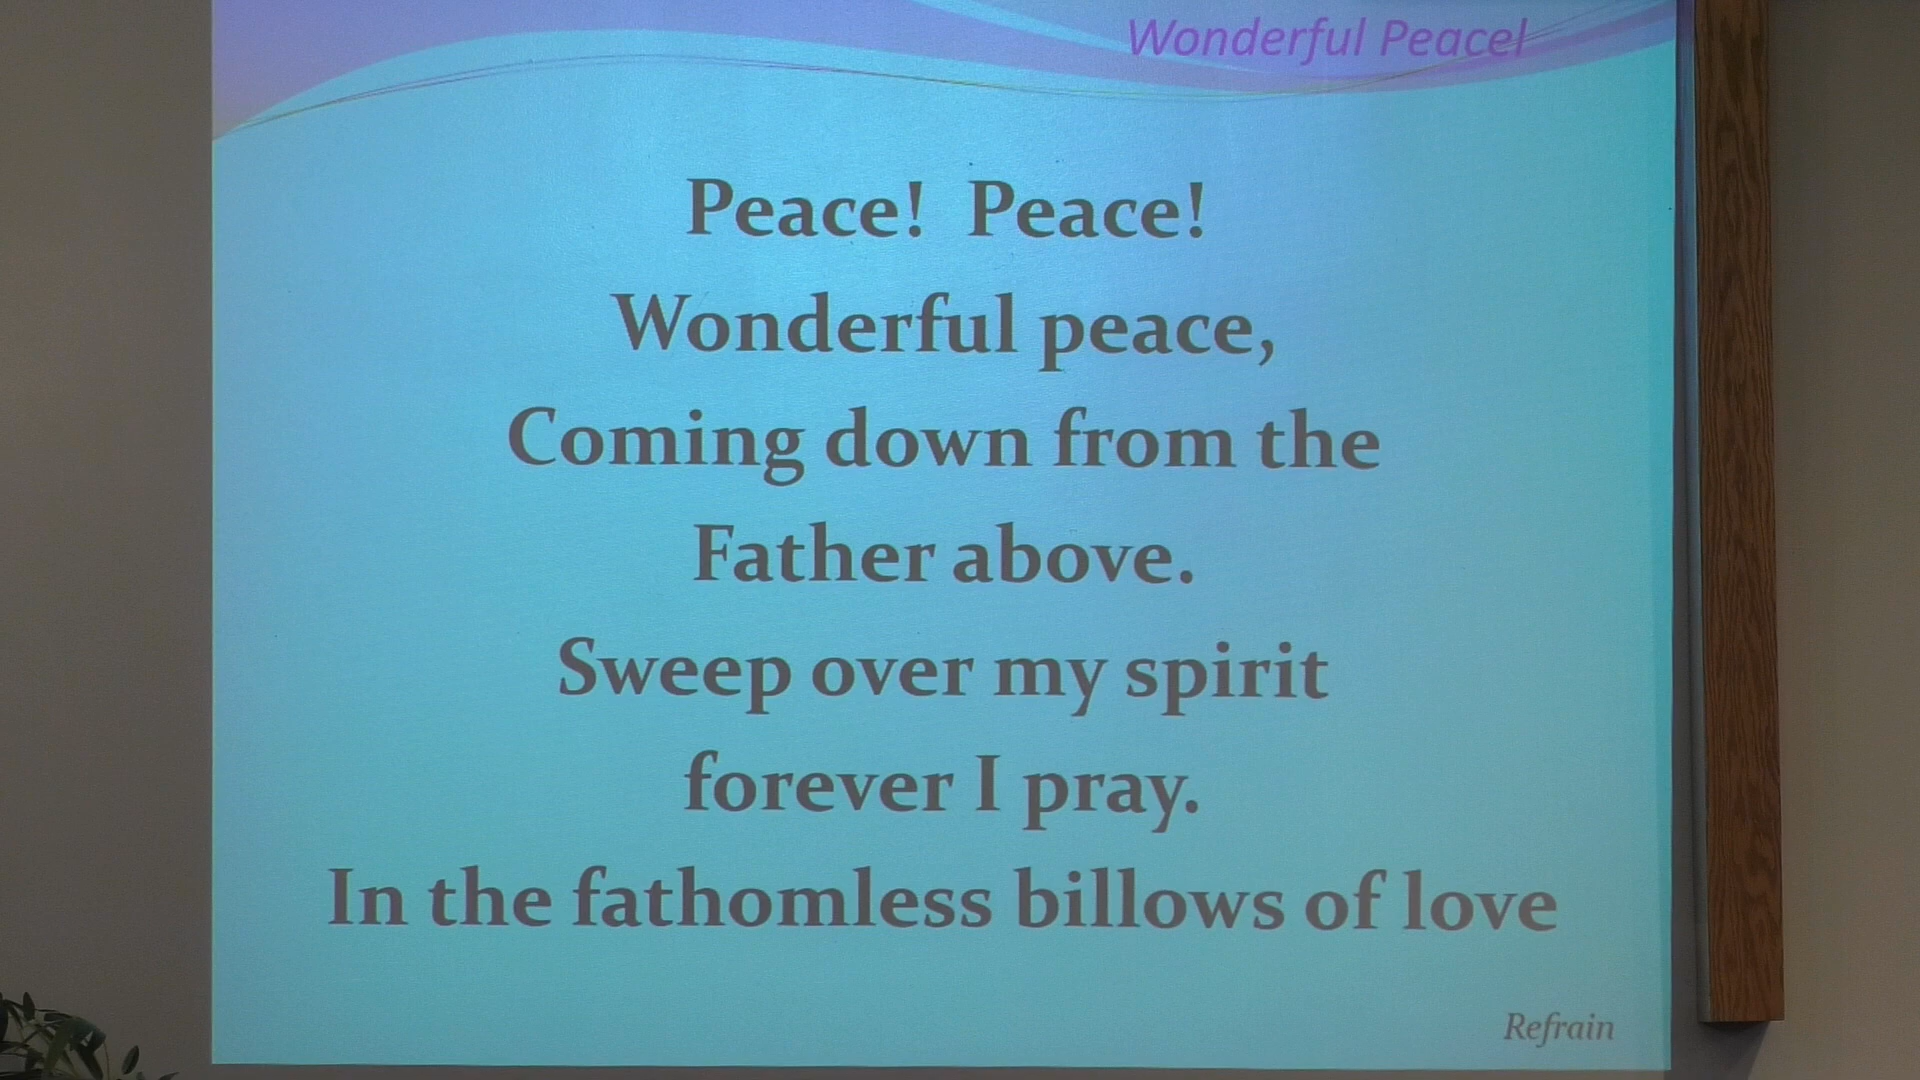 Wonderful Peace!
Peace! Peace!
Wonderful peace,
Coming down from the
Father above.
Sweep over my spirit
forever I pray.
In the fathomless billows of love
Refrain